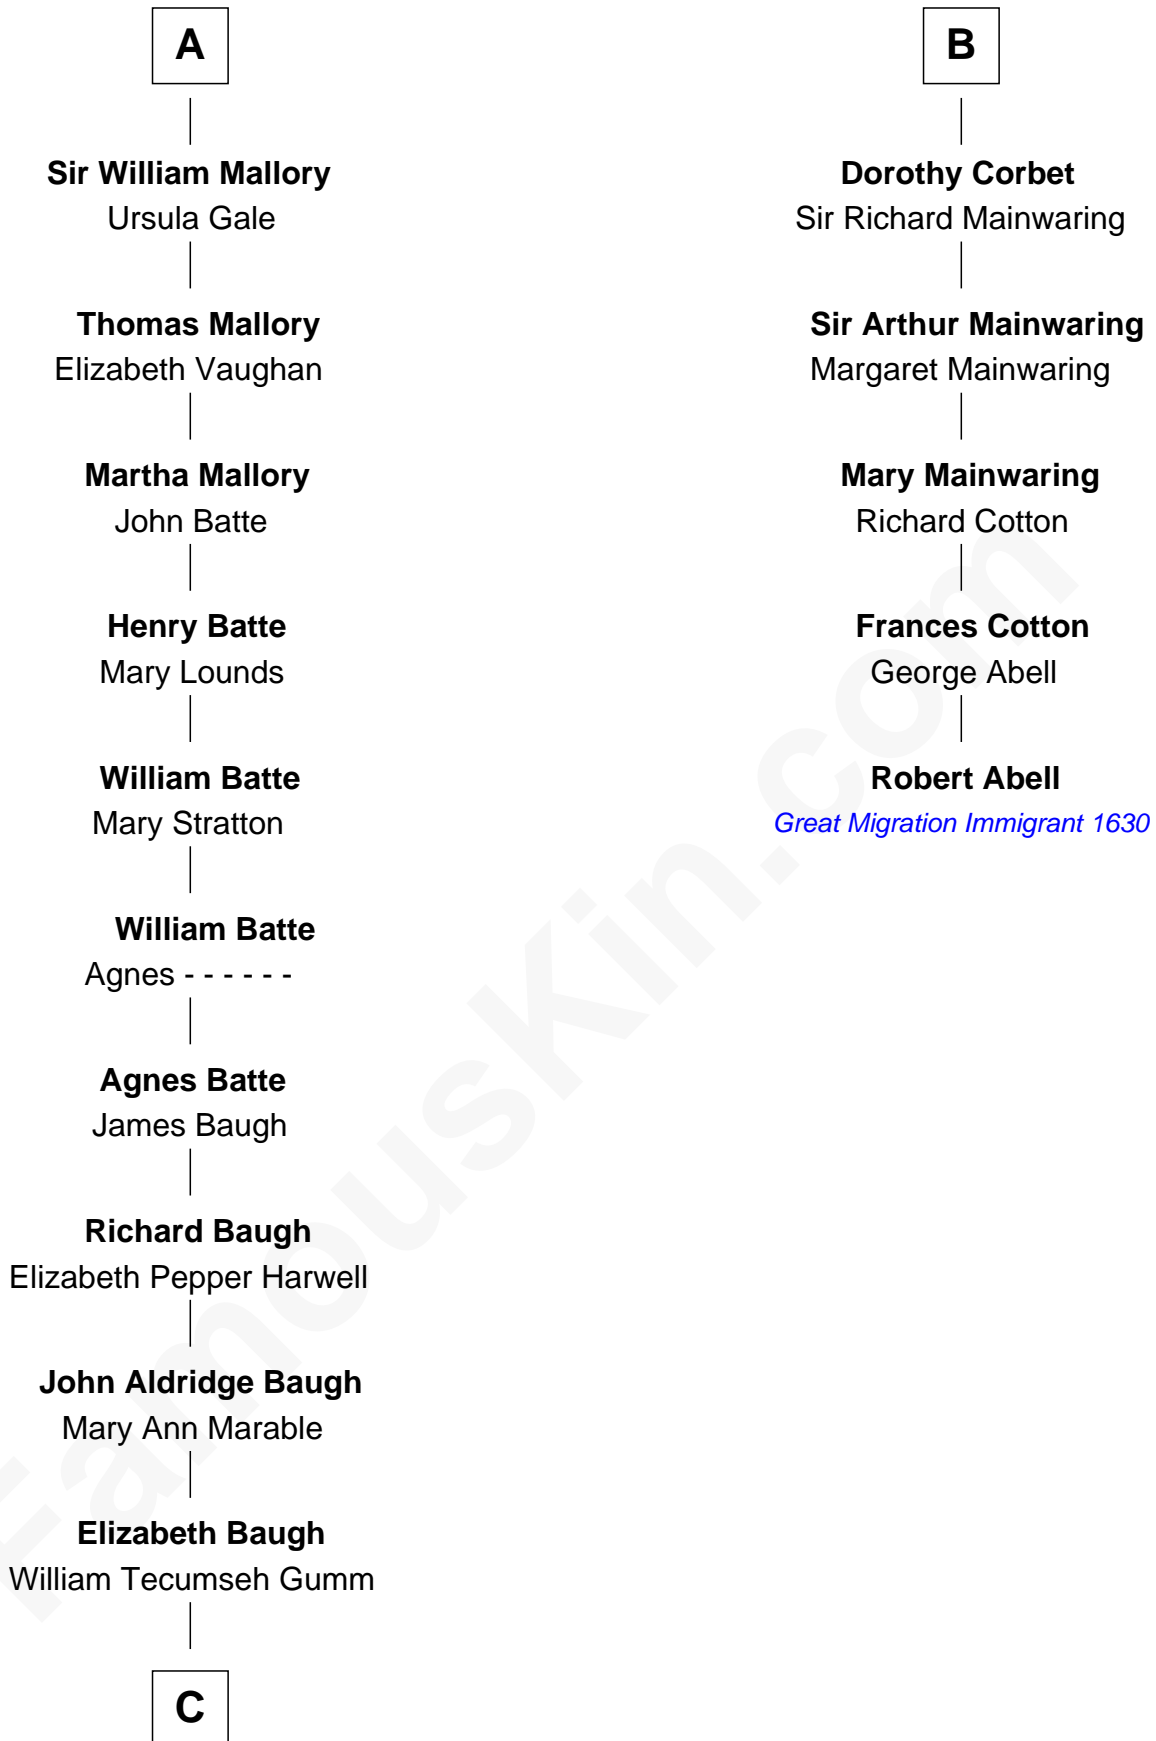 A
Sir William Mallory
Ursula Gale
Thomas Mallory
Elizabeth Vaughan
Martha Mallory
John Batte
Henry Batte
Mary Lounds
William Batte
Mary Stratton
William Batte
Agnes - - - - - -
Agnes Batte
James Baugh
Richard Baugh
Elizabeth Pepper Harwell
John Aldridge Baugh
Mary Ann Marable
Elizabeth Baugh
William Tecumseh Gumm
C
B
Dorothy Corbet
Sir Richard Mainwaring
Sir Arthur Mainwaring
Margaret Mainwaring
Mary Mainwaring
Richard Cotton
Frances Cotton
George Abell
Robert Abell
Great Migration Immigrant 1630
FamousKin.com